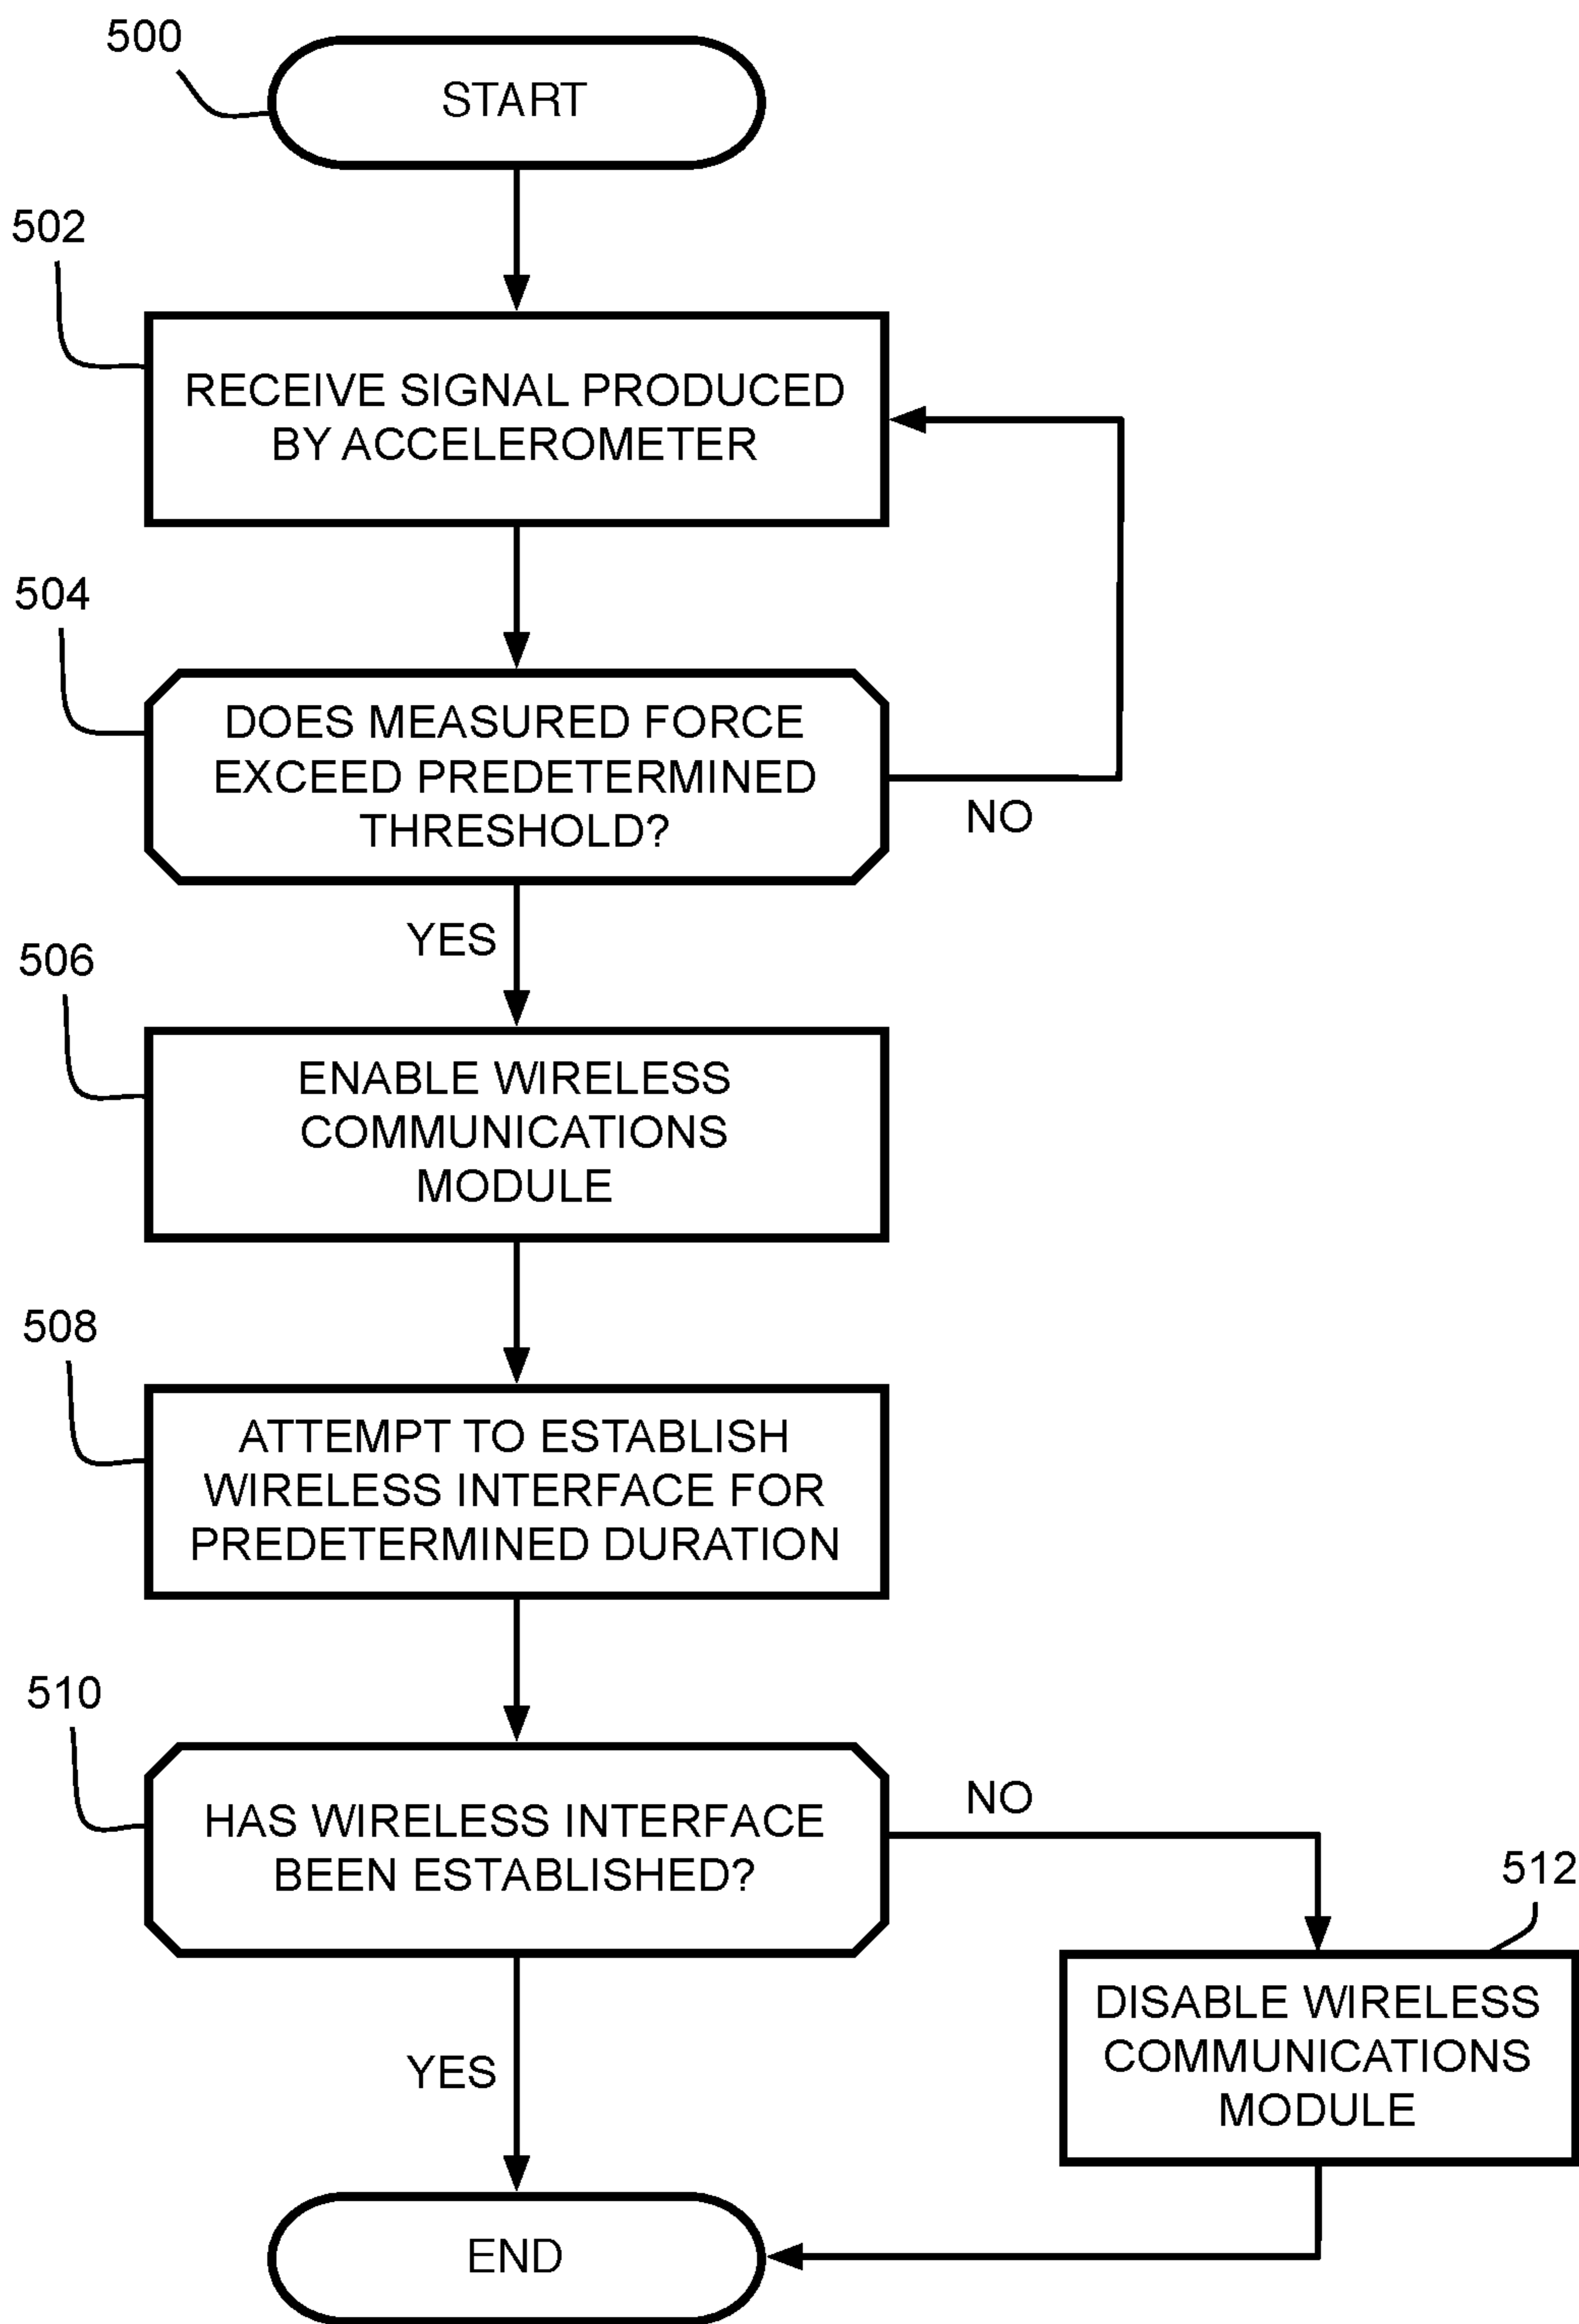 500
START
502
RECEIVE SIGNAL PRODUCED
BY ACCELEROMETER
504
DOES MEASURED FORCE
EXCEED PREDETERMINED
THRESHOLD?
NO
YES
506
ENABLE WIRELESS
COMMUNICATIONS
MODULE
508
ATTEMPT TO ESTABLISH
WIRELESS INTERFACE FOR
PREDETERMINED DURATION
510
HAS WIRELESS INTERFACE
BEEN ESTABLISHED?
NO
512
DISABLE WIRELESS
COMMUNICATIONS
MODULE
YES
END